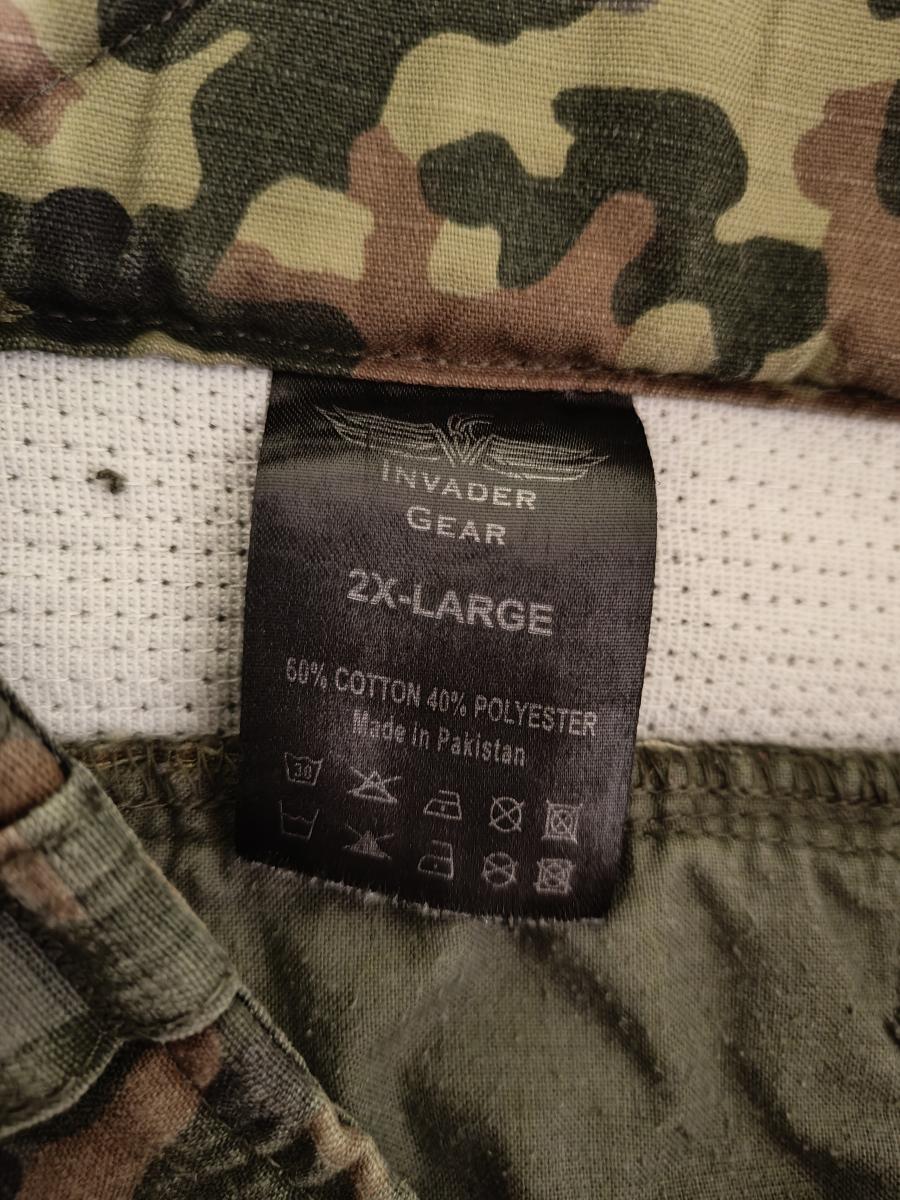 INVADER
GEAR
2X-LARGE
60% COTTON 40% POLYESTER
Made in Pakistan
30